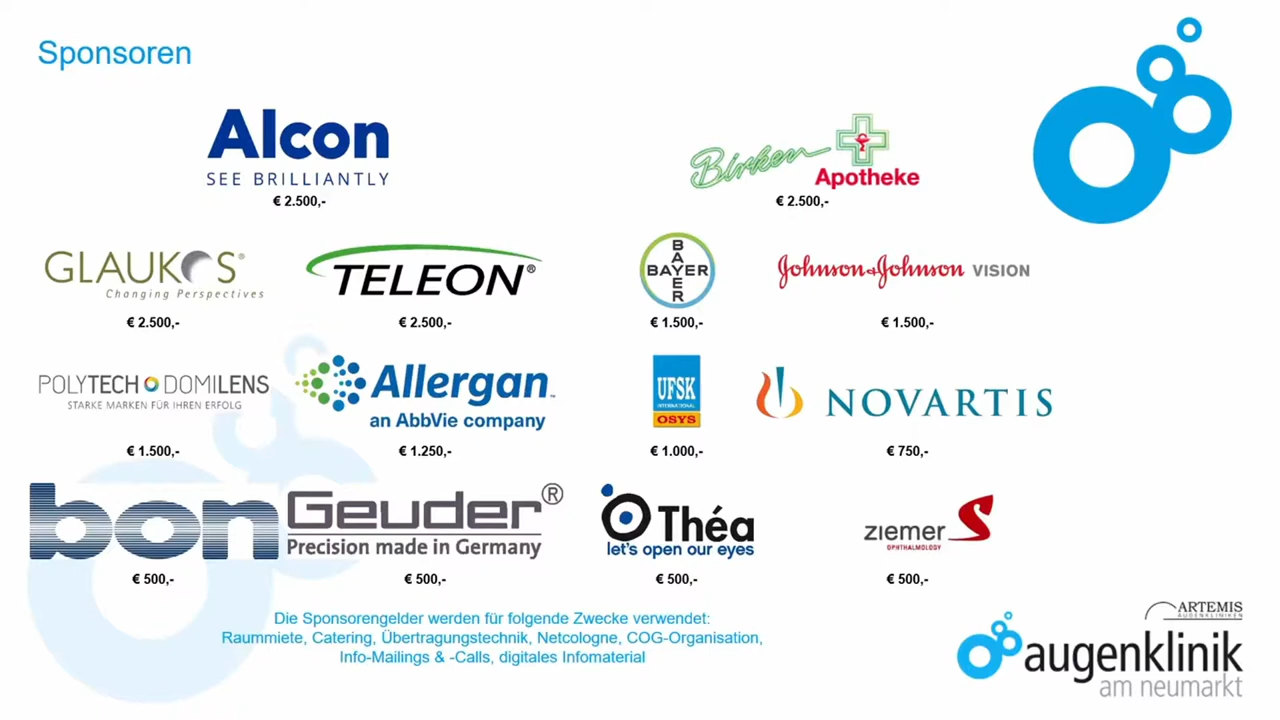 Sponsoren
Alcon
SEE BRILLIANTLY
€ 2.500,-
Birken
Apotheke
€ 2.500,-
GLAUKOS®
Changing Perspectives
€ 2.500,-
TELEON®
€ 2.500,-
BAYER
BAYER
€ 1.500,-
Johnson & Johnson VISION
€ 1.500,-
POLYTECH DOMILENS
STARKE MARKEN FÜR IHREN ERFOLG
€ 1.500,-
Allergan™
an AbbVie company
€ 1.250,-
UFSK
INTERNATIONAL
OSYS
€ 1.000,-
NOVARTIS
€ 750,-
bon
€ 500,-
Geuder®
Precision made in Germany
€ 500,-
Théa
let's open our eyes
€ 500,-
ziemer
OPHTHALMOLOGY
€ 500,-
Die Sponsorengelder werden für folgende Zwecke verwendet:
Raummiete, Catering, Übertragungstechnik, Netcologne, COG-Organisation,
Info-Mailings & -Calls, digitales Infomaterial
ARTEMIS
AUGENKLINIKEN
augenklinik
am neumarkt